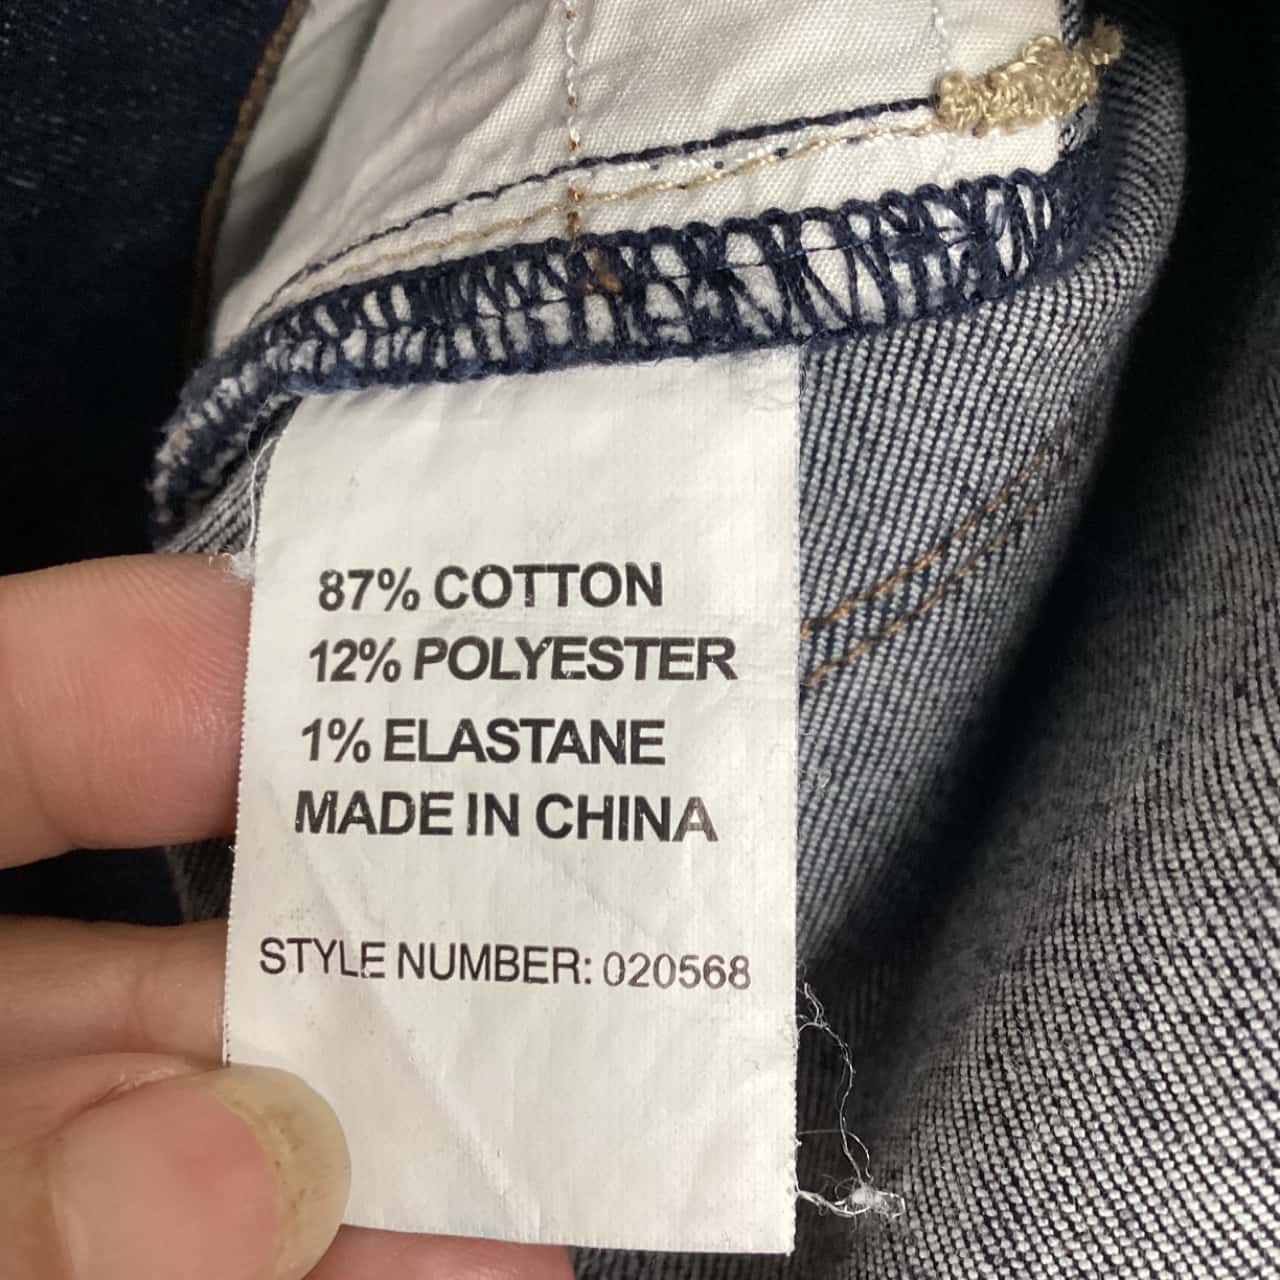 87% COTTON
12% POLYESTER
1% ELASTANE
MADE IN CHINA
STYLE NUMBER: 020568